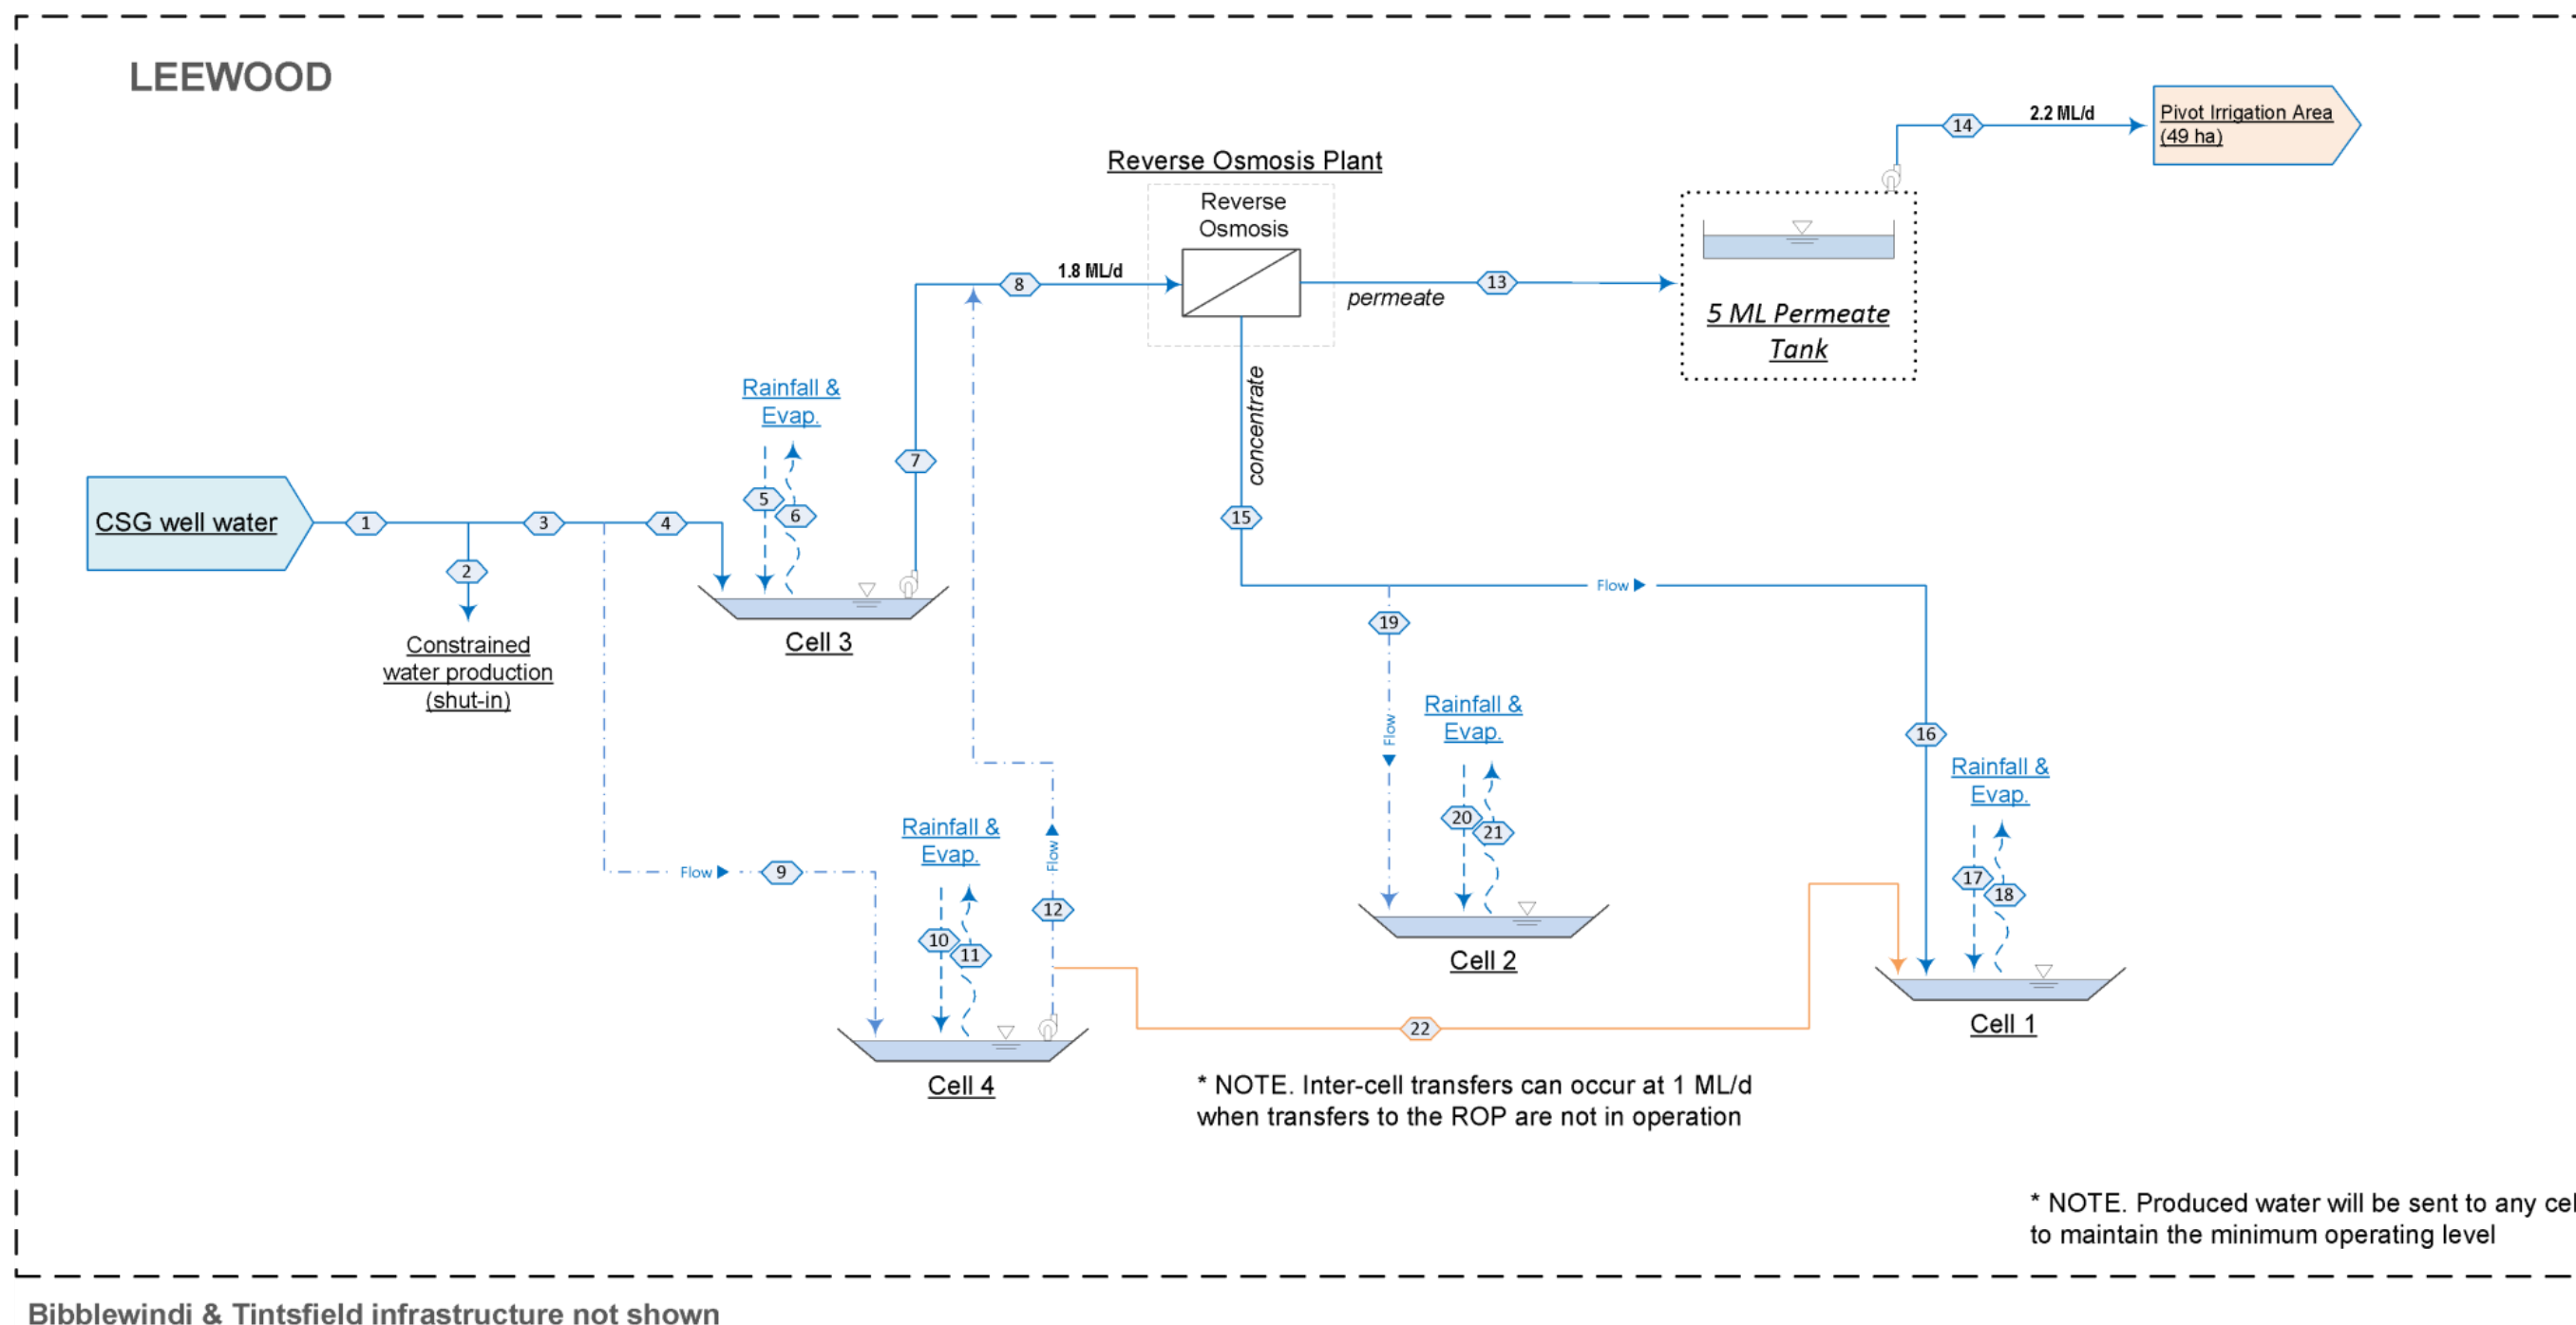 LEEWOOD
Reverse Osmosis Plant
Reverse
Osmosis
8
1.8 ML/d
permeate
13
5 ML Permeate
Tank
14
2.2 ML/d
Pivot Irrigation Area
(49 ha)
concentrate
15
CSG well water
1
2
3
4
Constrained
water production
(shut-in)
Rainfall &
Evap.
5
6
7
Cell 3
Flow
9
Rainfall &
Evap.
10
11
Flow
12
Cell 4
Flow
19
Flow
Rainfall &
Evap.
20
21
Cell 2
16
Rainfall &
Evap.
17
18
Cell 1
22
* NOTE. Inter-cell transfers can occur at 1 ML/d
when transfers to the ROP are not in operation
* NOTE. Produced water will be sent to any cel
to maintain the minimum operating level
Bibblewindi & Tintsfield infrastructure not shown